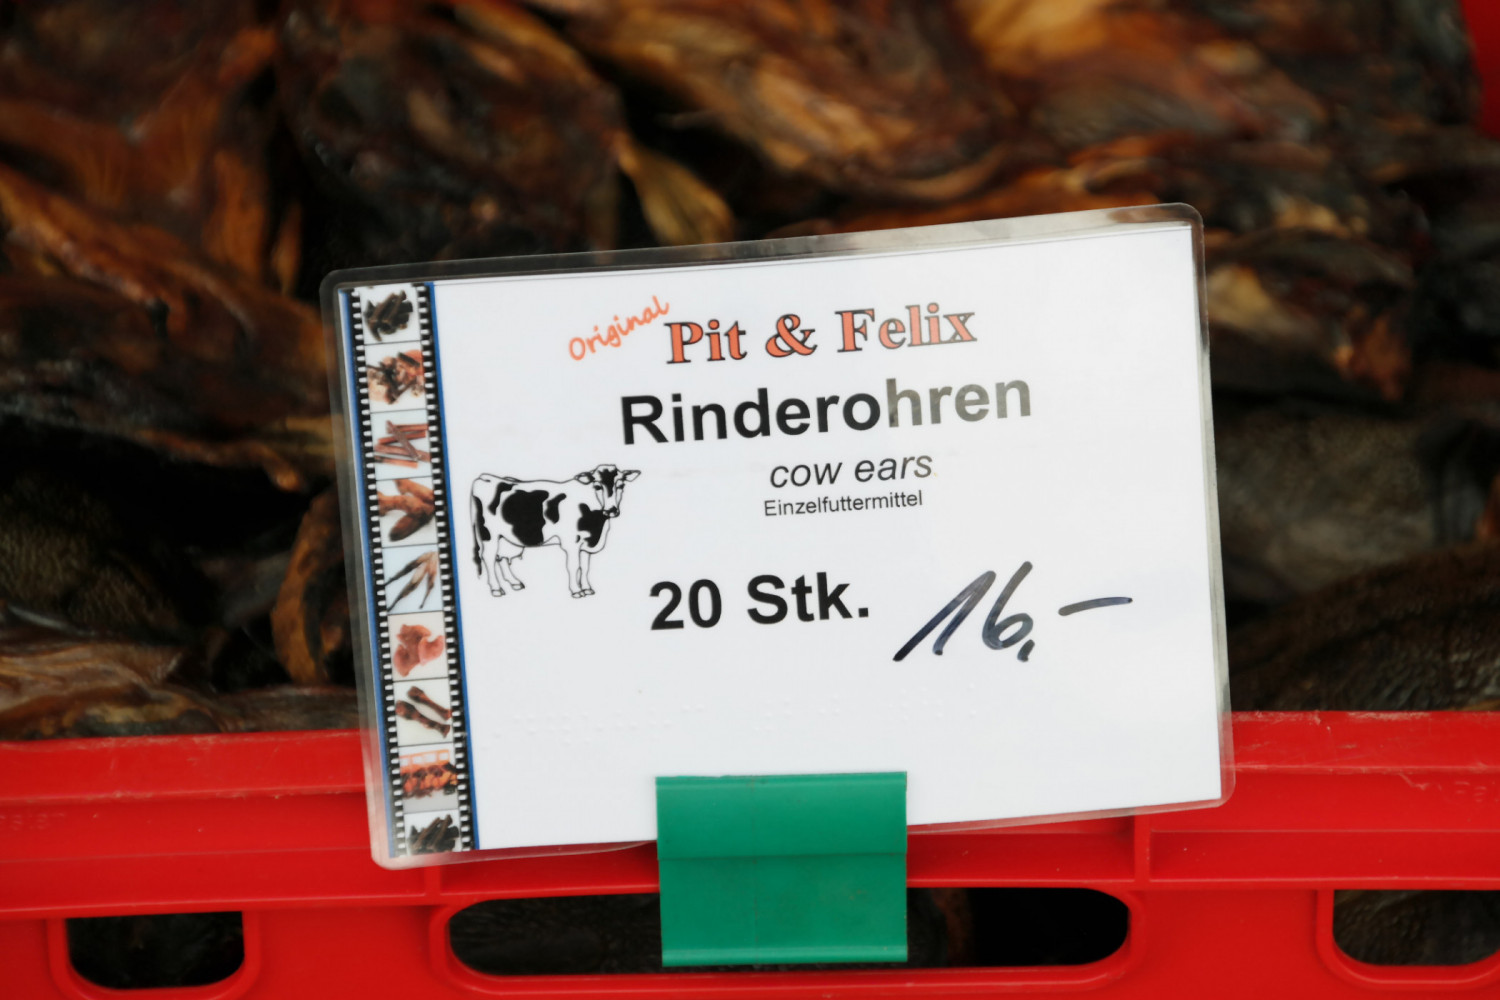 Original Pit & Felix
Rinderohren
cow ears
Einzelfuttermittel
20 Stk. 16,-